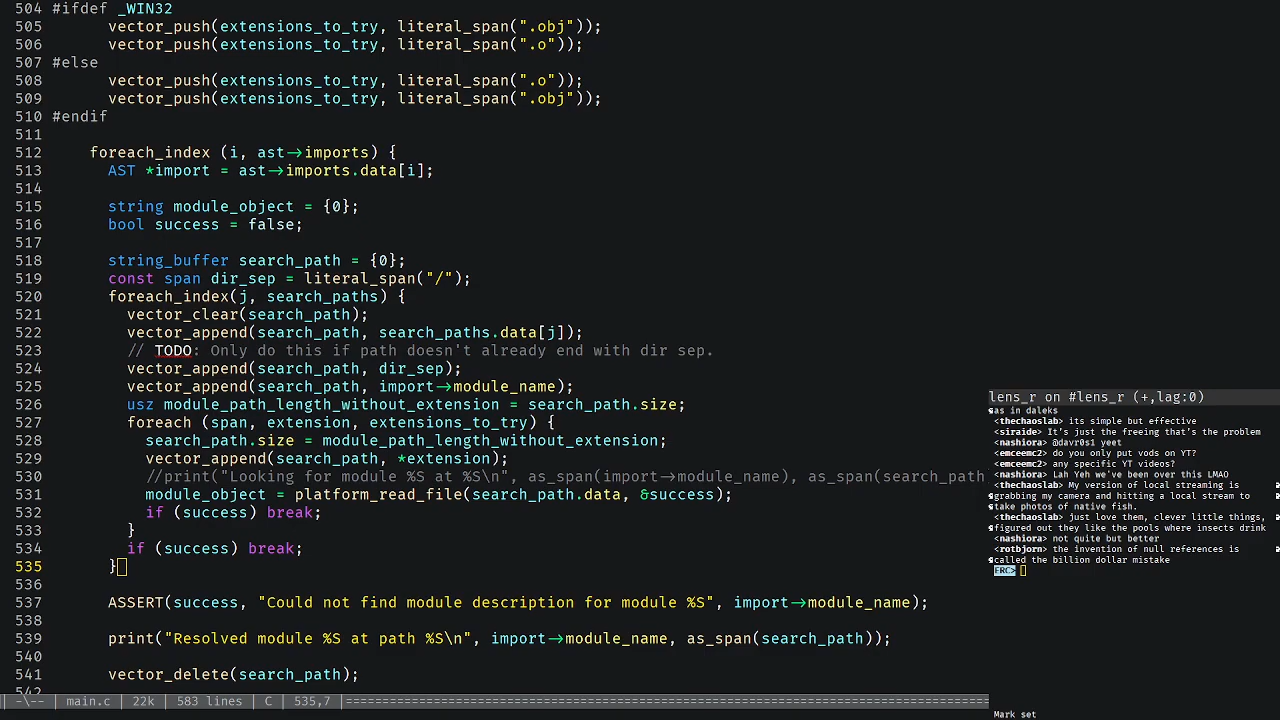 504 #ifdef _WIN32
505       vector_push(extensions_to_try, literal_span(".obj"));
506       vector_push(extensions_to_try, literal_span(".o"));
507 #else
508       vector_push(extensions_to_try, literal_span(".o"));
509       vector_push(extensions_to_try, literal_span(".obj"));
510 #endif
511
512     foreach_index (i, ast->imports) {
513       AST *import = ast->imports.data[i];
514
515       string module_object = {0};
516       bool success = false;
517
518       string_buffer search_path = {0};
519       const span dir_sep = literal_span("/");
520       foreach_index(j, search_paths) {
521         vector_clear(search_path);
522         vector_append(search_path, search_paths.data[j]);
523         // TODO: Only do this if path doesn't already end with dir sep.
524         vector_append(search_path, dir_sep);
525         vector_append(search_path, import->module_name);
526         usz module_path_length_without_extension = search_path.size;
527         foreach (span, extension, extensions_to_try) {
528           search_path.size = module_path_length_without_extension;
529           vector_append(search_path, *extension);
530           //print("Looking for module %S at %S\n", as_span(import->module_name), as_span(search_path
531           module_object = platform_read_file(search_path.data, &success);
532           if (success) break;
533         }
534         if (success) break;
535       }
536
537       ASSERT(success, "Could not find module description for module %S", import->module_name);
538
539       print("Resolved module %S at path %S\n", import->module_name, as_span(search_path));
540
541       vector_delete(search_path);
542
-\-- main.c 22k 583 lines C 535,7
lens_r on #lens_r (+,lag:0)
as in daleks
<thechaoslab> its simple but effective
<siraide> It's just the freeing that's the problem
<nashiora> @davr0s1 yeet
<emceemc2> do you only put vods on YT?
<emceemc2> any specific YT videos?
<nashiora> Lah Yeh we've been over this LMAO
<thechaoslab> My version of local streaming is
grabbing my camera and hitting a local stream to
take photos of native fish.
<thechaoslab> just love them, clever little things,
figured out they like the pools where insects drink
<nashiora> not quite but better
<rotbjorn> the invention of null references is
called the billion dollar mistake
ERC>
Mark set